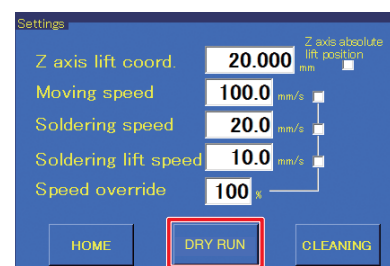 Settings
Z axis absolute
lift position
Z axis lift coord. 20.000 mm
Moving speed 100.0 mm/s
Soldering speed 20.0 mm/s
Soldering lift speed 10.0 mm/s
Speed override 100 %
HOME DRY RUN CLEANING